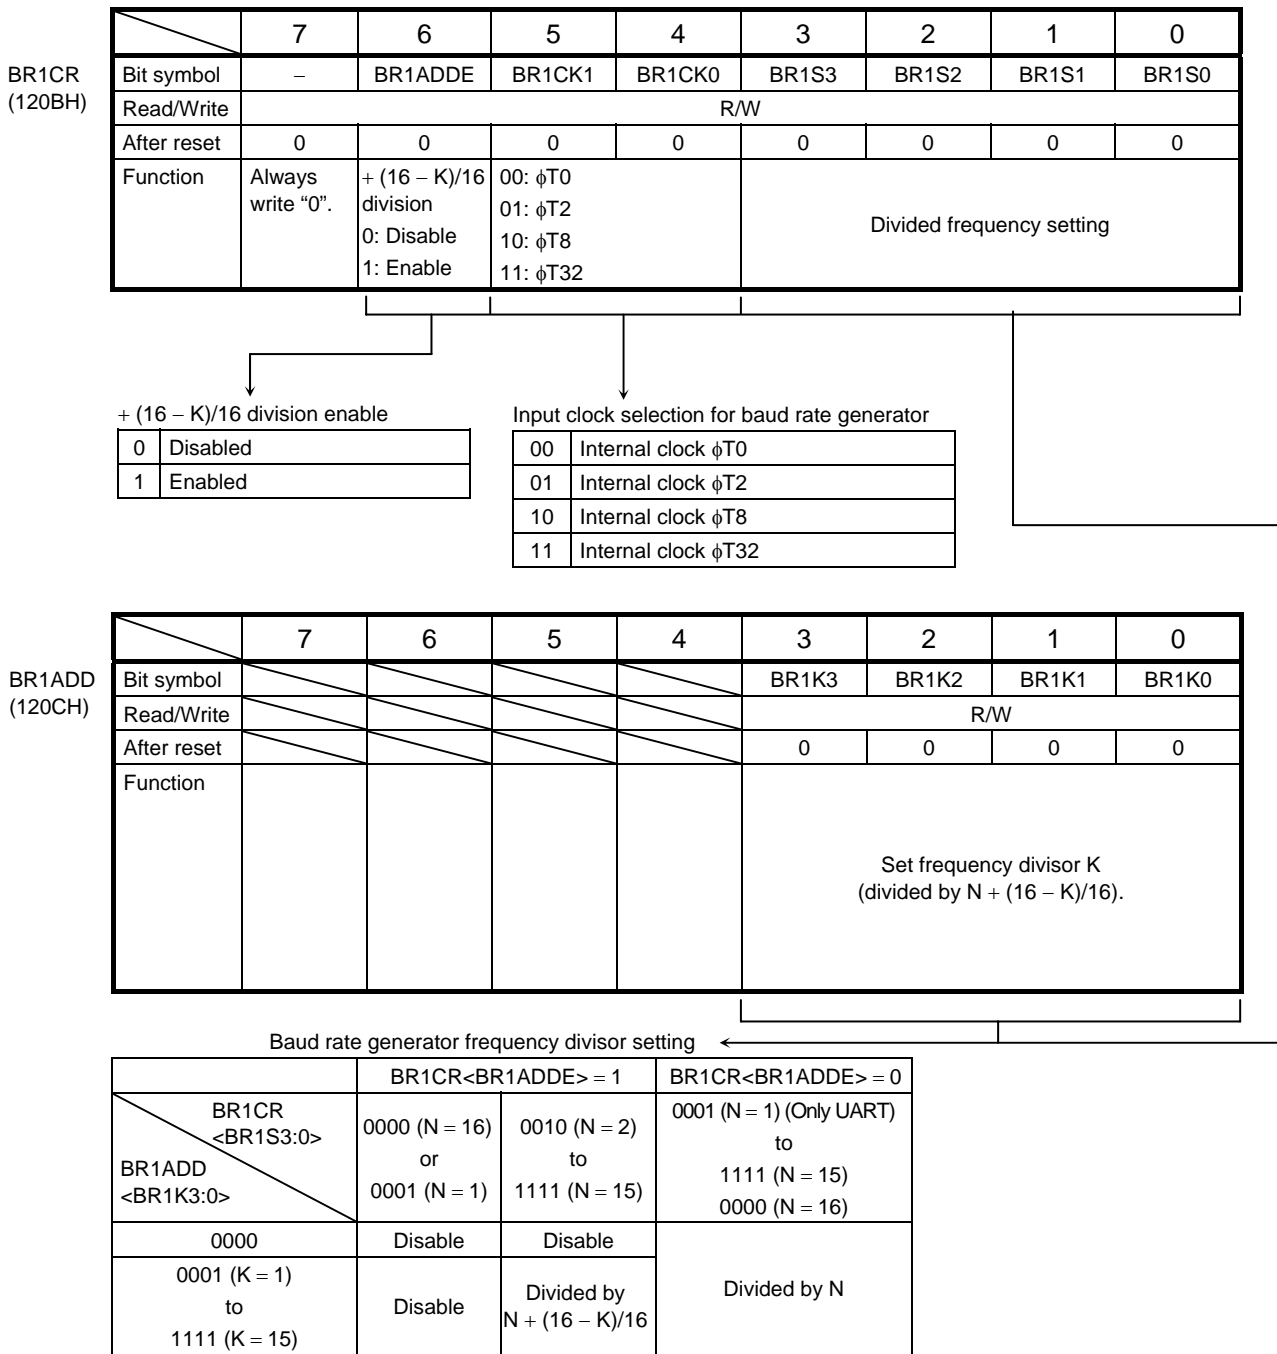 7 6 5 4 3 2 1 0
BR1CR
(120BH)
Bit symbol – BR1ADDE BR1CK1 BR1CK0 BR1S3 BR1S2 BR1S1 BR1S0
Read/Write R/W
After reset 0 0 0 0 0 0 0 0
Function
Always
write “0”.
+ (16 − K)/16
division
0: Disable
1: Enable
00: φT0
01: φT2
10: φT8
11: φT32
Divided frequency setting
+ (16 − K)/16 division enable
0 Disabled
1 Enabled
Input clock selection for baud rate generator
00 Internal clock φT0
01 Internal clock φT2
10 Internal clock φT8
11 Internal clock φT32
7 6 5 4 3 2 1 0
BR1ADD
(120CH)
Bit symbol BR1K3 BR1K2 BR1K1 BR1K0
Read/Write R/W
After reset 0 0 0 0
Function
Set frequency divisor K
(divided by N + (16 − K)/16).
Baud rate generator frequency divisor setting
BR1CR<BR1ADDE> = 1 BR1CR<BR1ADDE> = 0
BR1CR
<BR1S3:0>
BR1ADD
<BR1K3:0>
0000 (N = 16)
or
0001 (N = 1)
0010 (N = 2)
to
1111 (N = 15)
0001 (N = 1) (Only UART)
to
1111 (N = 15)
0000 (N = 16)
0000 Disable Disable
0001 (K = 1)
to
1111 (K = 15)
Disable
Divided by
N + (16 − K)/16
Divided by N